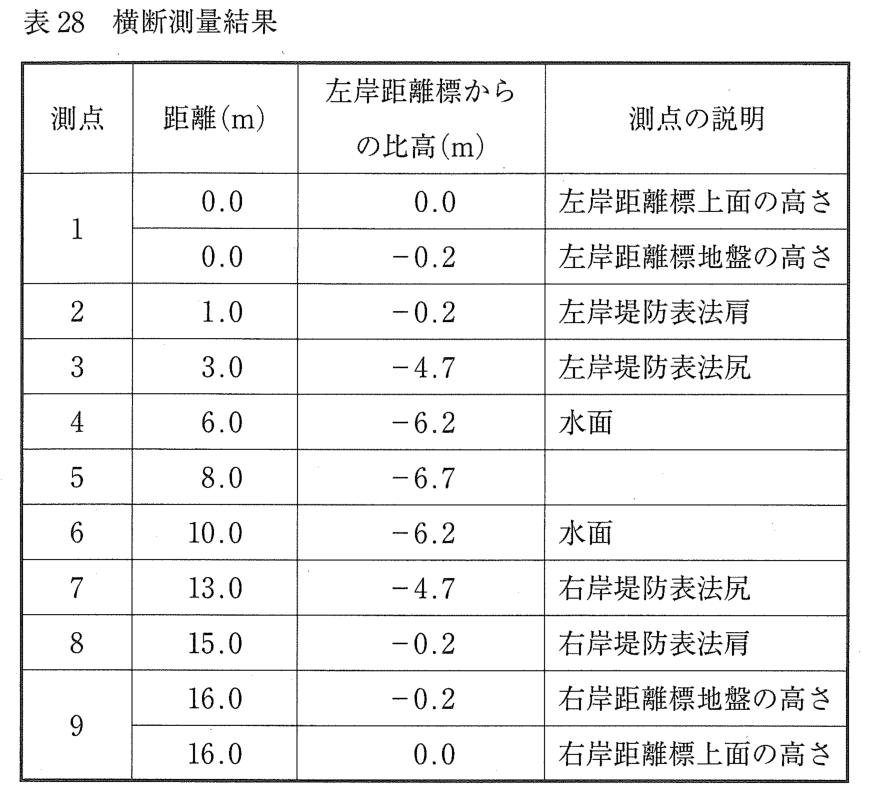 表28　横断測量結果
測点 距離(m) 左岸距離標から
の比高(m) 測点の説明
1 0.0 0.0 左岸距離標上面の高さ
0.0 −0.2 左岸距離標地盤の高さ
2 1.0 −0.2 左岸堤防表法肩
3 3.0 −4.7 左岸堤防表法尻
4 6.0 −6.2 水面
5 8.0 −6.7
6 10.0 −6.2 水面
7 13.0 −4.7 右岸堤防表法尻
8 15.0 −0.2 右岸堤防表法肩
9 16.0 −0.2 右岸距離標地盤の高さ
16.0 0.0 右岸距離標上面の高さ